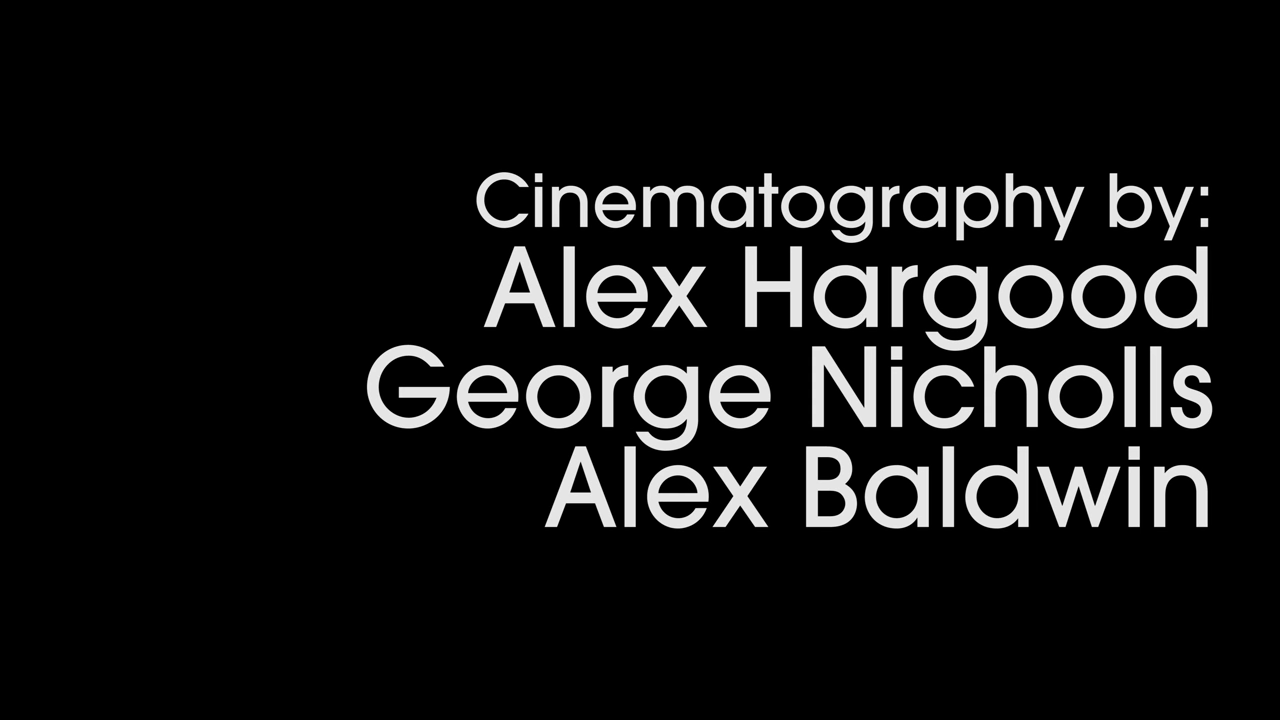 Cinematography by:
Alex Hargood
George Nicholls
Alex Baldwin